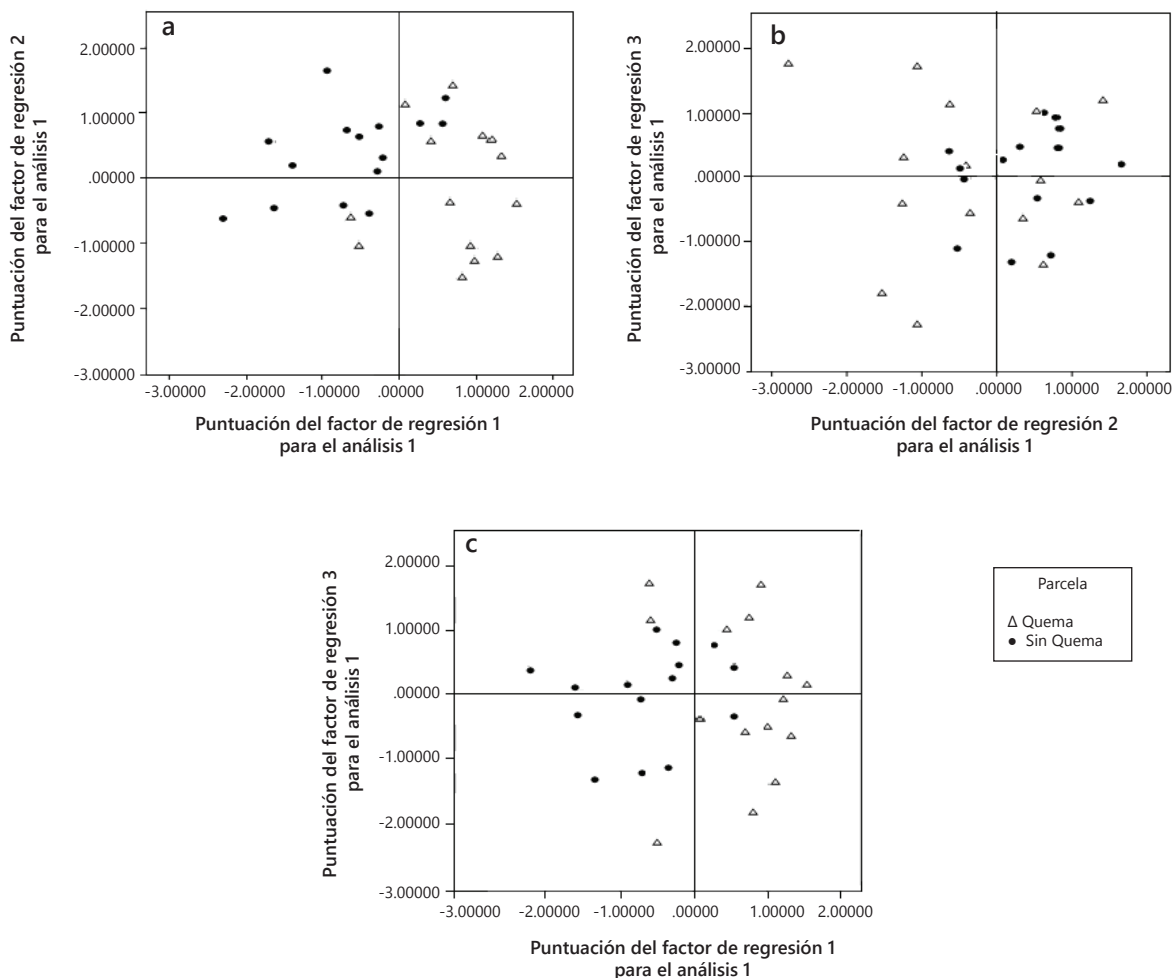 a
Puntuación del factor de regresión 2
para el análisis 1
2.00000
1.00000
.00000
-1.00000
-2.00000
-3.00000
-3.00000 -2.00000 -1.00000 .00000 1.00000 2.00000
Puntuación del factor de regresión 1
para el análisis 1
b
Puntuación del factor de regresión 3
para el análisis 1
2.00000
1.00000
.00000
-1.00000
-2.00000
-3.00000
-3.00000 -2.00000 -1.00000 .00000 1.00000 2.00000
Puntuación del factor de regresión 2
para el análisis 1
c
Puntuación del factor de regresión 3
para el análisis 1
2.00000
1.00000
.00000
-1.00000
-2.00000
-3.00000
-3.00000 -2.00000 -1.00000 .00000 1.00000 2.00000
Puntuación del factor de regresión 1
para el análisis 1
Parcela
Quema
Sin Quema